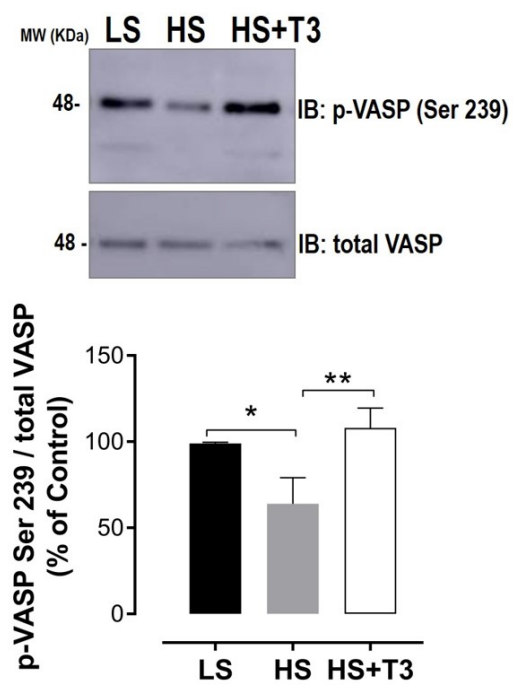 MW (KDa) LS HS HS+T3
48- IB: p-VASP (Ser 239)
48 - IB: total VASP
p-VASP Ser 239 / total VASP
(% of Control)
150
100
50
0
*
**
LS HS HS+T3